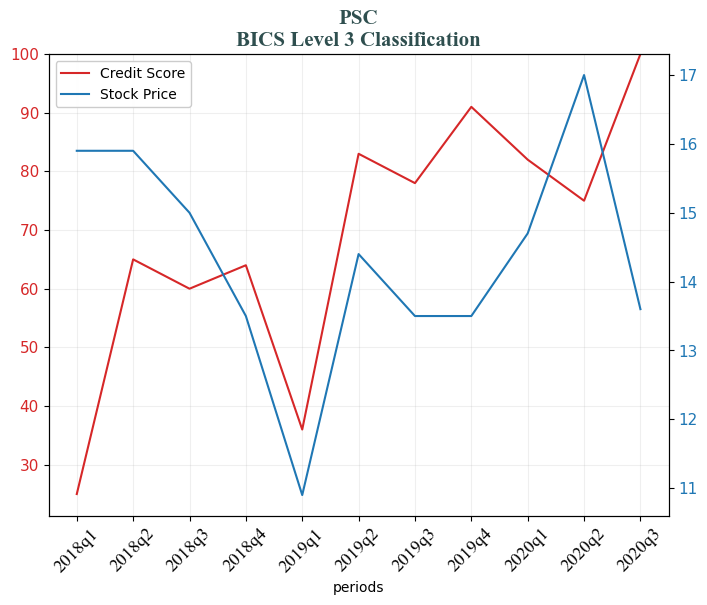 PSC
BICS Level 3 Classification
Credit Score
Stock Price
100
90
80
70
60
50
40
30
17
16
15
14
13
12
11
2018q1
2018q2
2018q3
2018q4
2019q1
2019q2
2019q3
2019q4
2020q1
2020q2
2020q3
periods